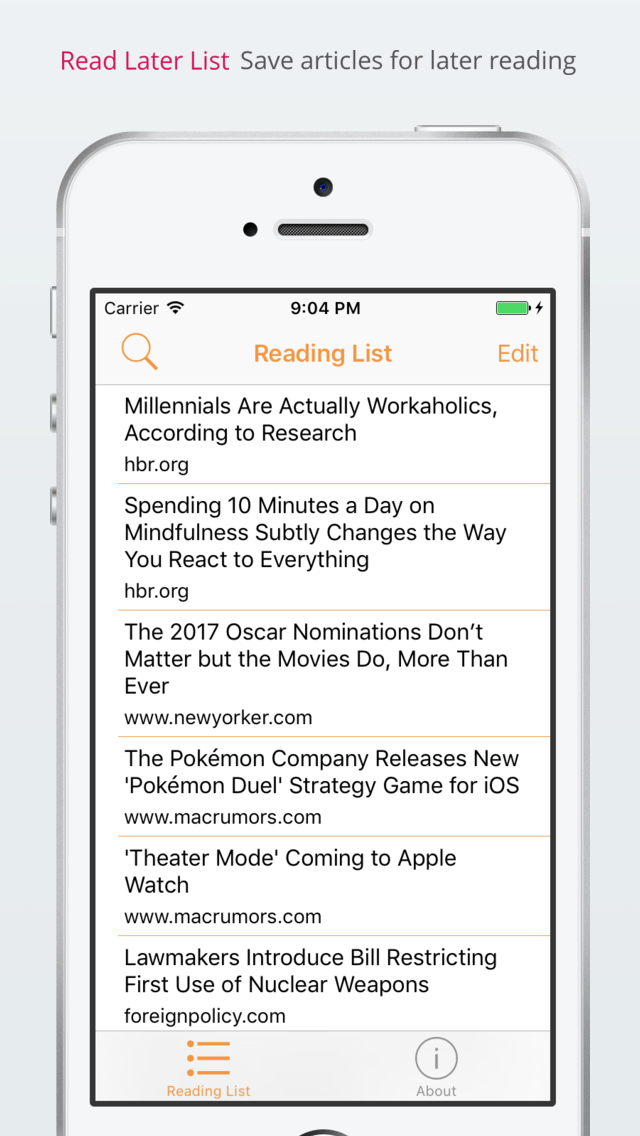 Read Later List Save articles for later reading
Carrier 9:04 PM
Reading List Edit
Millennials Are Actually Workaholics,
According to Research
hbr.org
Spending 10 Minutes a Day on
Mindfulness Subtly Changes the Way
You React to Everything
hbr.org
The 2017 Oscar Nominations Don’t
Matter but the Movies Do, More Than
Ever
www.newyorker.com
The Pokémon Company Releases New
'Pokémon Duel' Strategy Game for iOS
www.macrumors.com
'Theater Mode' Coming to Apple
Watch
www.macrumors.com
Lawmakers Introduce Bill Restricting
First Use of Nuclear Weapons
foreignpolicy.com
Reading List About